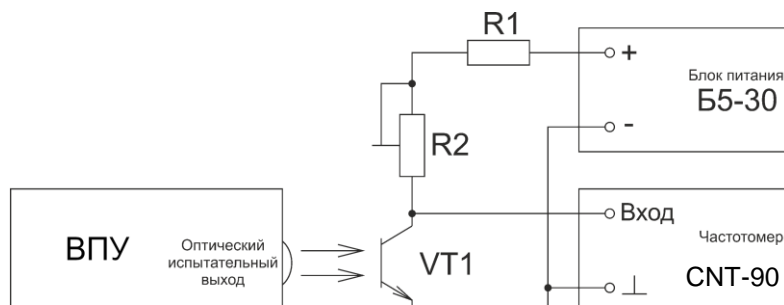 R1
+
Блок питания
Б5-30
-
R2
ВПУ
Оптический
испытательный
выход
VT1
Вход
Частотомер
CNT-90